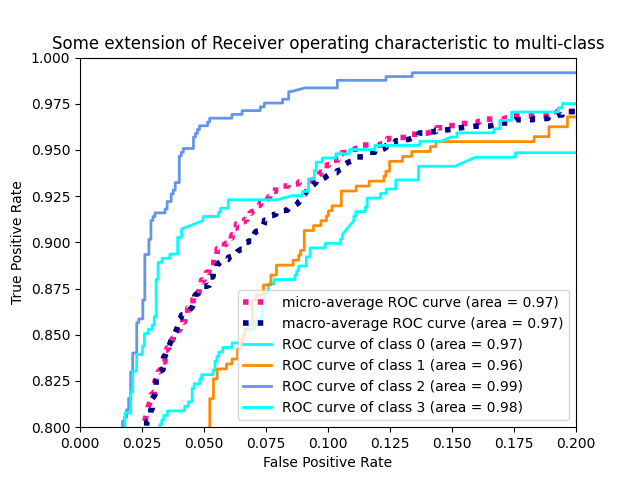 Some extension of Receiver operating characteristic to multi-class
1.000
0.975
0.950
0.925
0.900
0.875
0.850
0.825
0.800
True Positive Rate
micro-average ROC curve (area = 0.97)
macro-average ROC curve (area = 0.97)
ROC curve of class 0 (area = 0.97)
ROC curve of class 1 (area = 0.96)
ROC curve of class 2 (area = 0.99)
ROC curve of class 3 (area = 0.98)
0.000 0.025 0.050 0.075 0.100 0.125 0.150 0.175 0.200
False Positive Rate